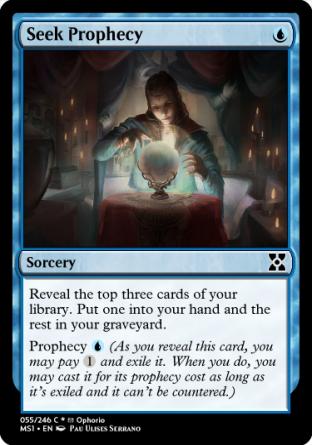 Seek Prophecy
Sorcery
Reveal the top three cards of your
library. Put one into your hand and the
rest in your graveyard.
Prophecy (As you reveal this card, you
may pay 1 and exile it. When you do, you
may cast it for its prophecy cost as long as
it's exiled and it can't be countered.)
055/246 C * Ophorio
MS1 • EN Pau Ulises Serrano